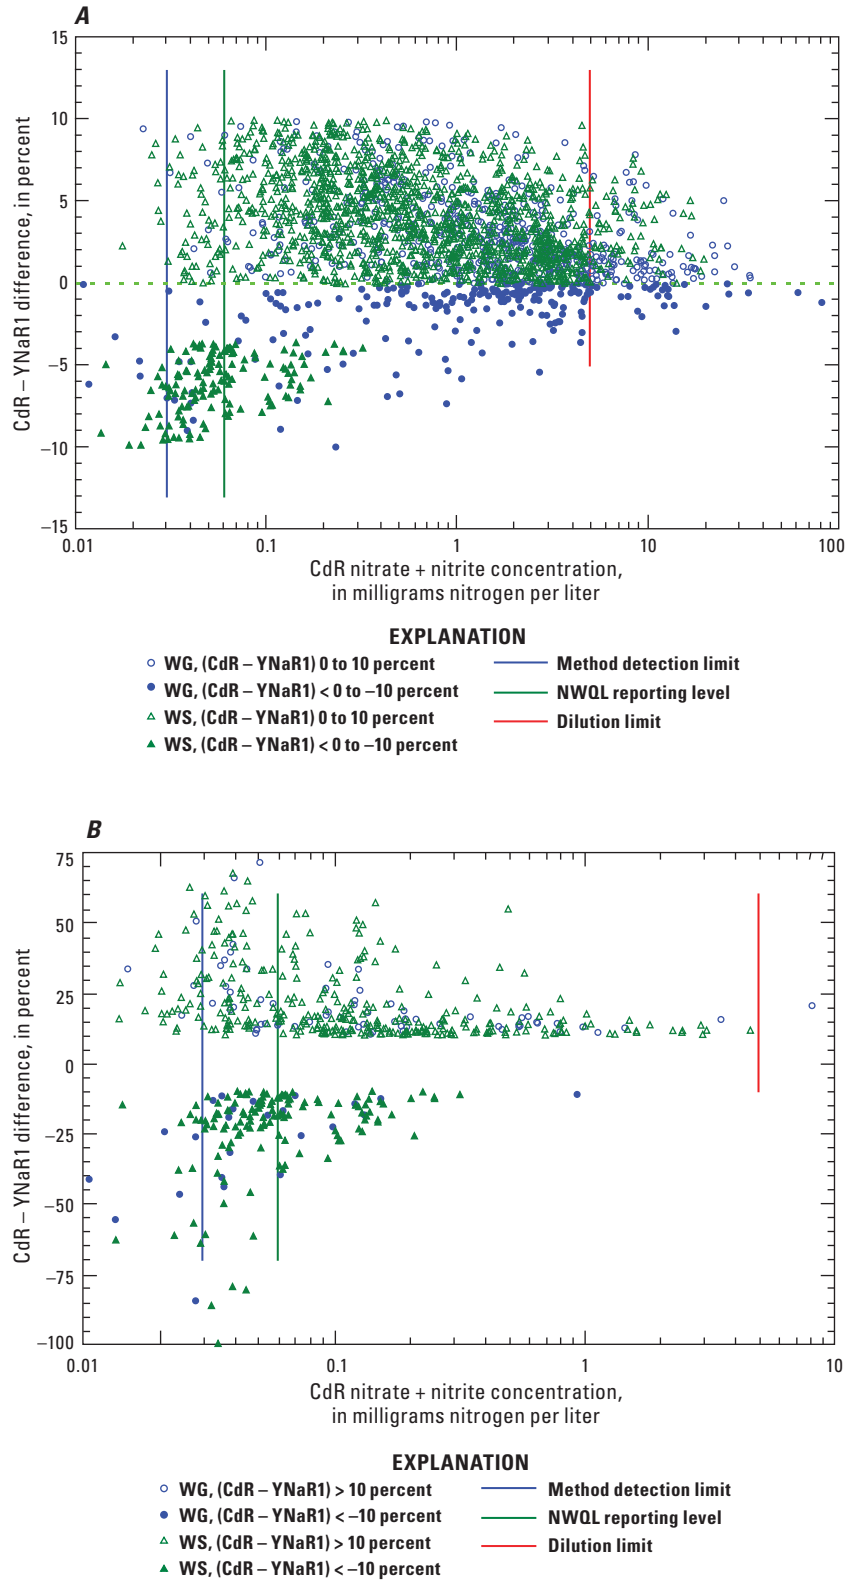 A
CdR – YNaR1 difference, in percent
15
10
5
0
–5
–10
–15
0.01
0.1
1
10
100
CdR nitrate + nitrite concentration,
in milligrams nitrogen per liter
EXPLANATION
WG, (CdR – YNaR1) 0 to 10 percent
WG, (CdR – YNaR1) < 0 to –10 percent
WS, (CdR – YNaR1) 0 to 10 percent
WS, (CdR – YNaR1) < 0 to –10 percent
Method detection limit
NWQL reporting level
Dilution limit
B
CdR – YNaR1 difference, in percent
75
50
25
0
–25
–50
–75
–100
0.01
0.1
1
10
CdR nitrate + nitrite concentration,
in milligrams nitrogen per liter
EXPLANATION
WG, (CdR – YNaR1) > 10 percent
WG, (CdR – YNaR1) < –10 percent
WS, (CdR – YNaR1) > 10 percent
WS, (CdR – YNaR1) < –10 percent
Method detection limit
NWQL reporting level
Dilution limit